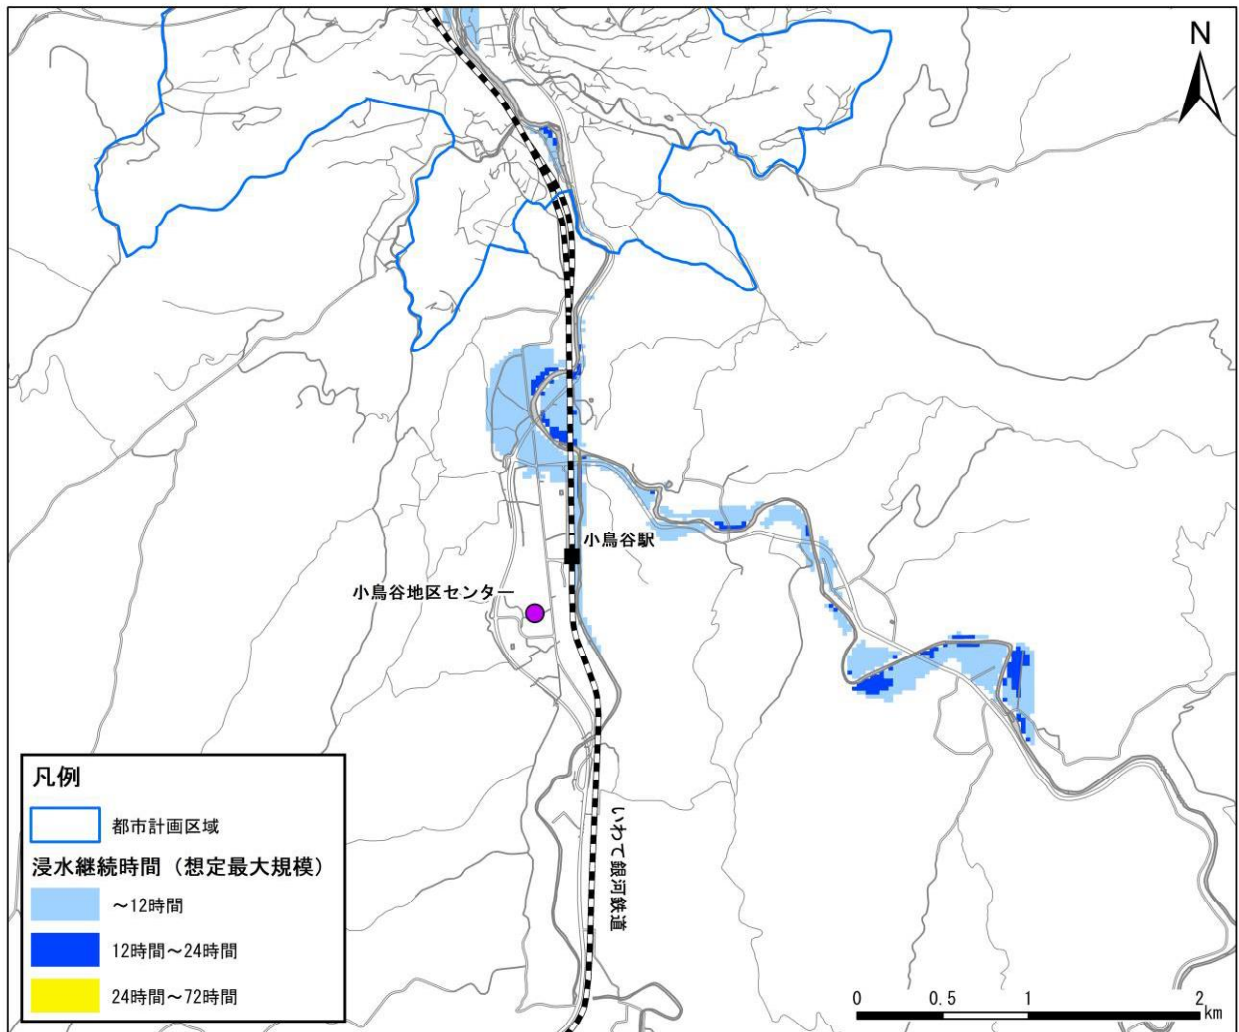 N
小鳥谷駅
小鳥谷地区センター
いわて銀河鉄道
凡例
都市計画区域
浸水継続時間（想定最大規模）
～12時間
12時間～24時間
24時間～72時間
0 0.5 1 2 km